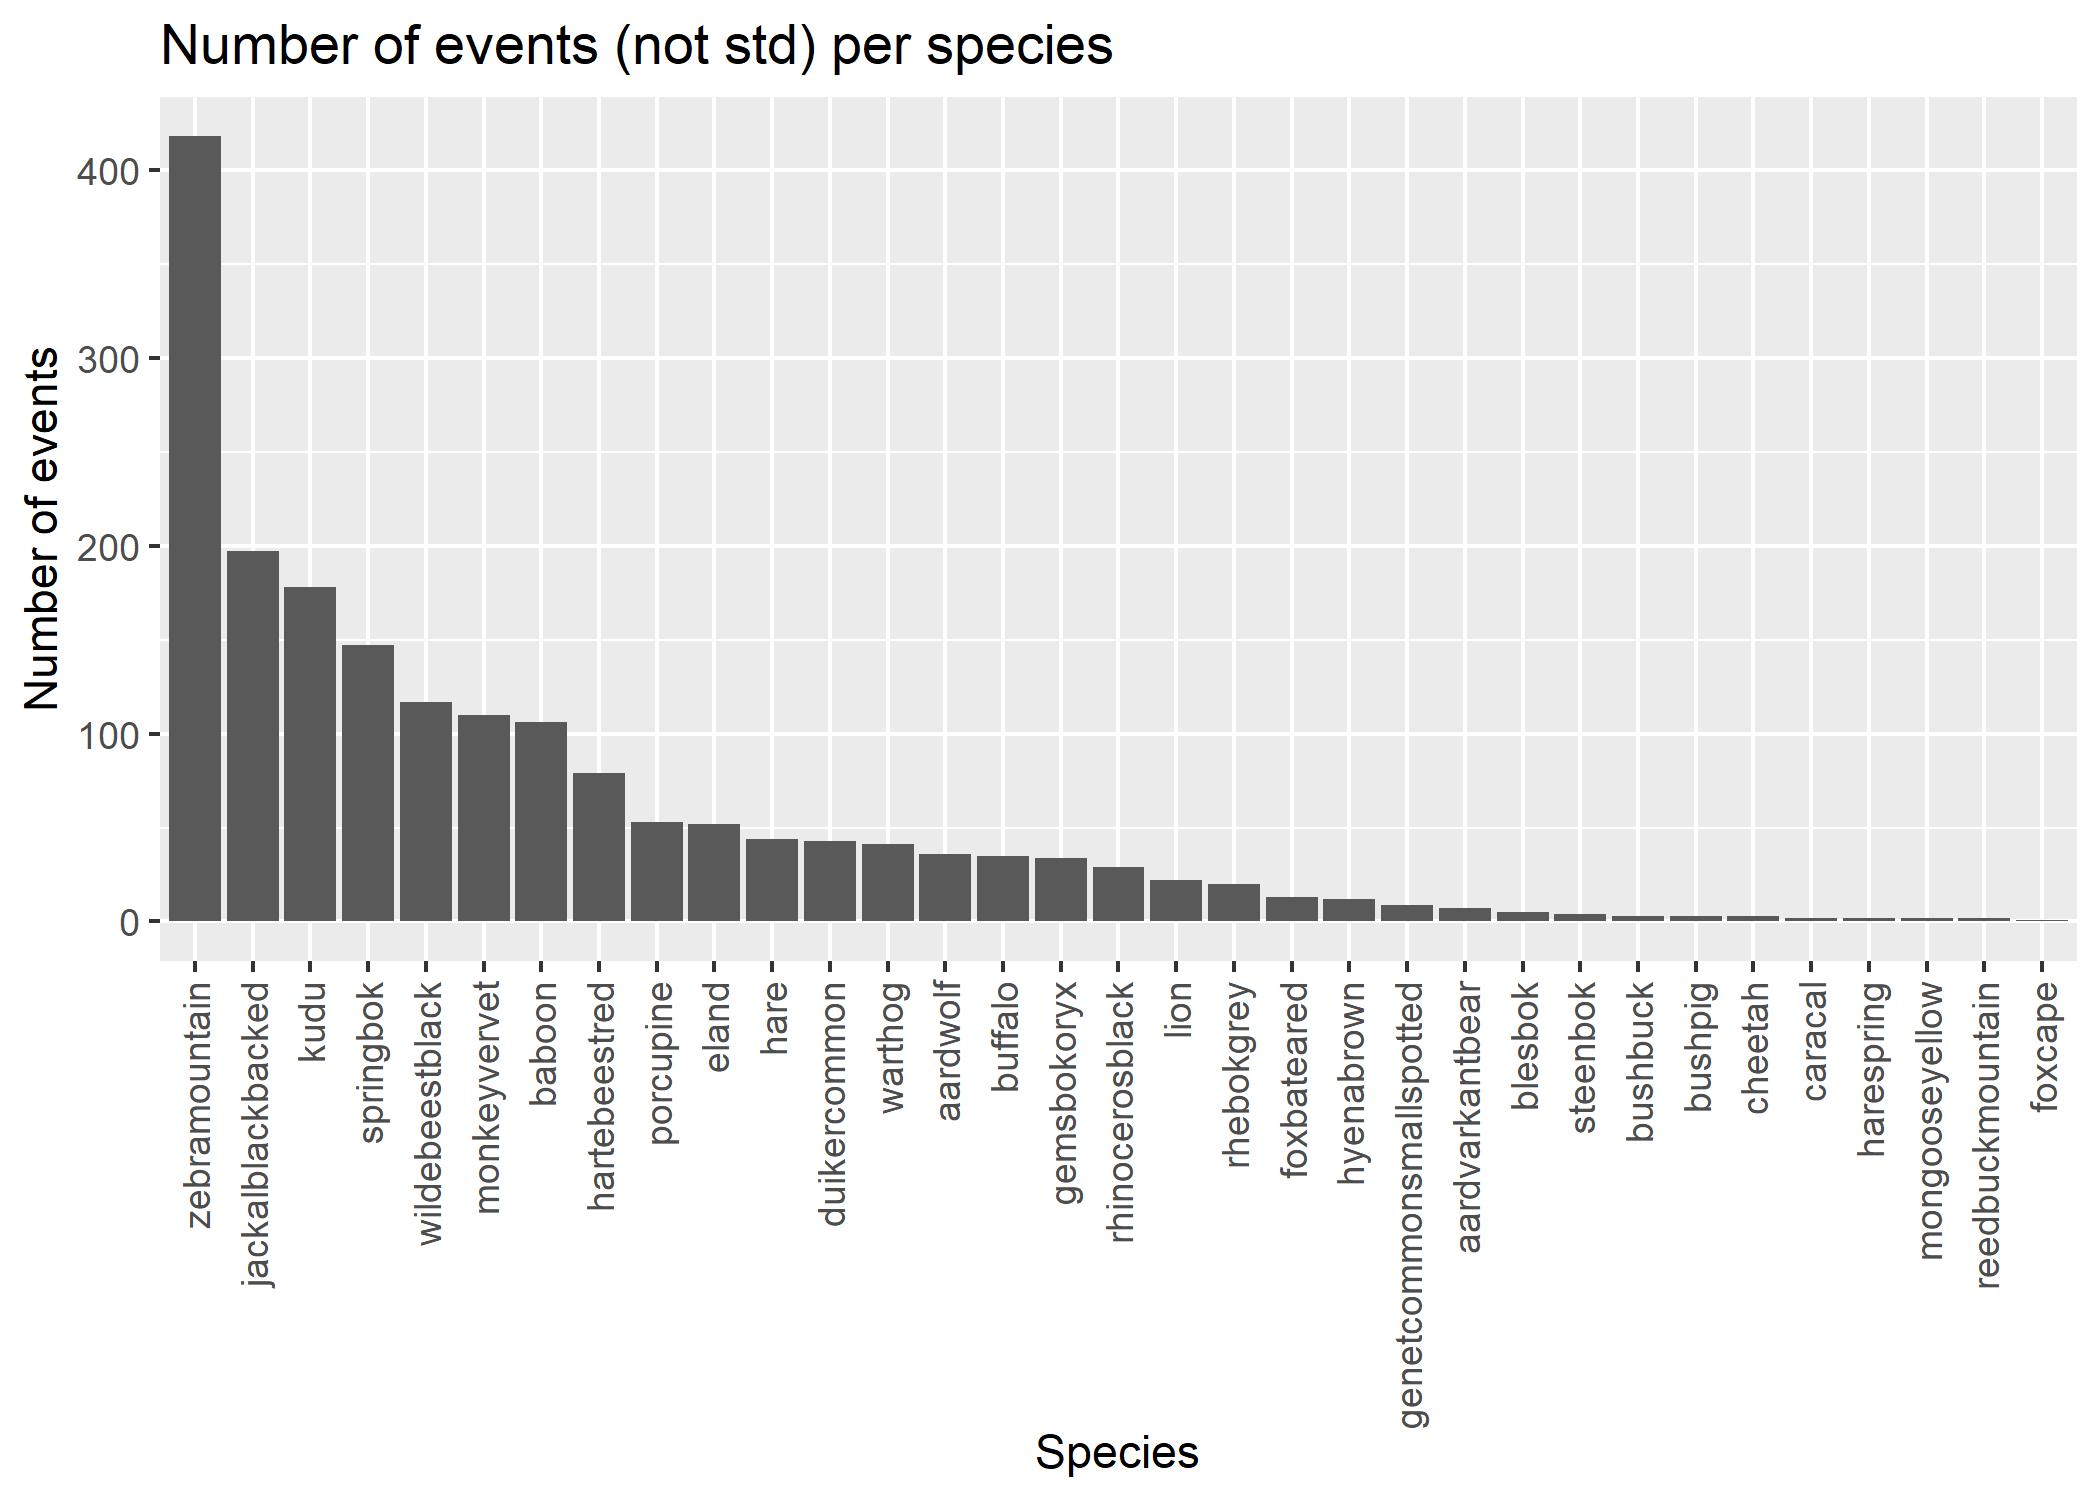 Number of events (not std) per species
Number of events
400
300
200
100
0
zebramountain
jackalblackbacked
kudu
springbok
wildebeestblack
monkeyvervet
baboon
hartebeestred
porcupine
eland
hare
duikercommon
warthog
aardwolf
buffalo
gemsbokoryx
rhinocerosblack
lion
rhebokgrey
foxbateared
hyenabrown
genetcommonsmallspotted
aardvarkantbear
blesbok
steenbok
bushbuck
bushpig
cheetah
caracal
harespring
mongooseyellow
reedbuckmountain
foxcape
Species